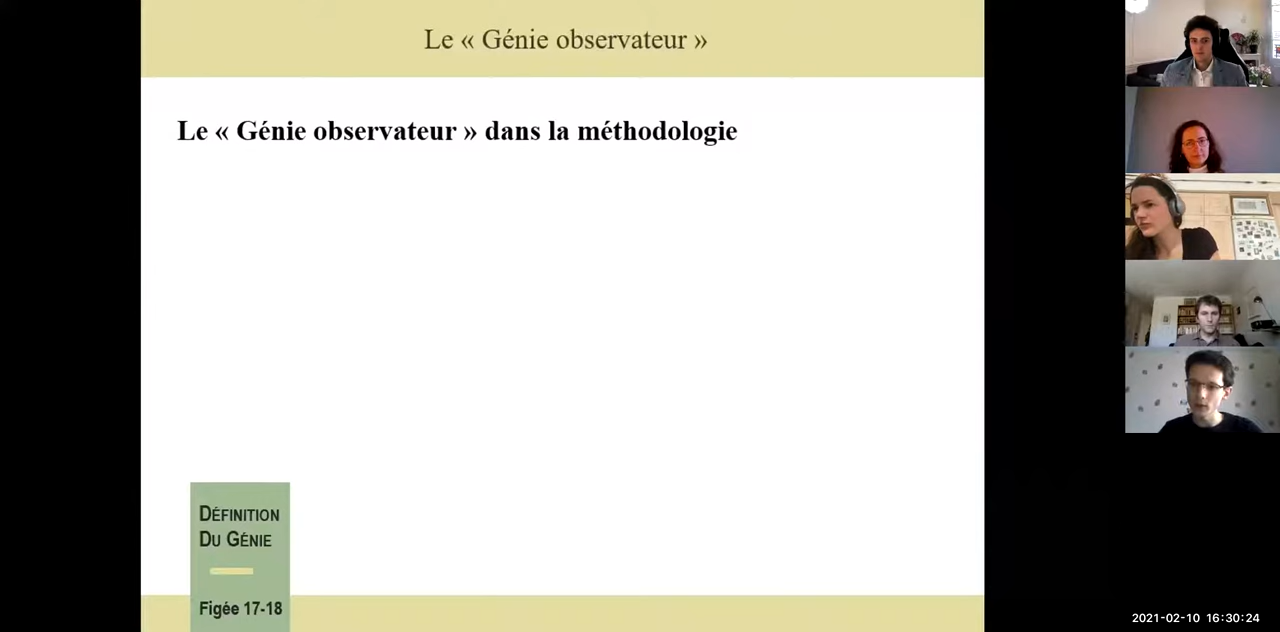 Le « Génie observateur »
Le « Génie observateur » dans la méthodologie
DÉFINITION
DU GÉNIE
Figée 17-18
2021-02-10 16:30:24